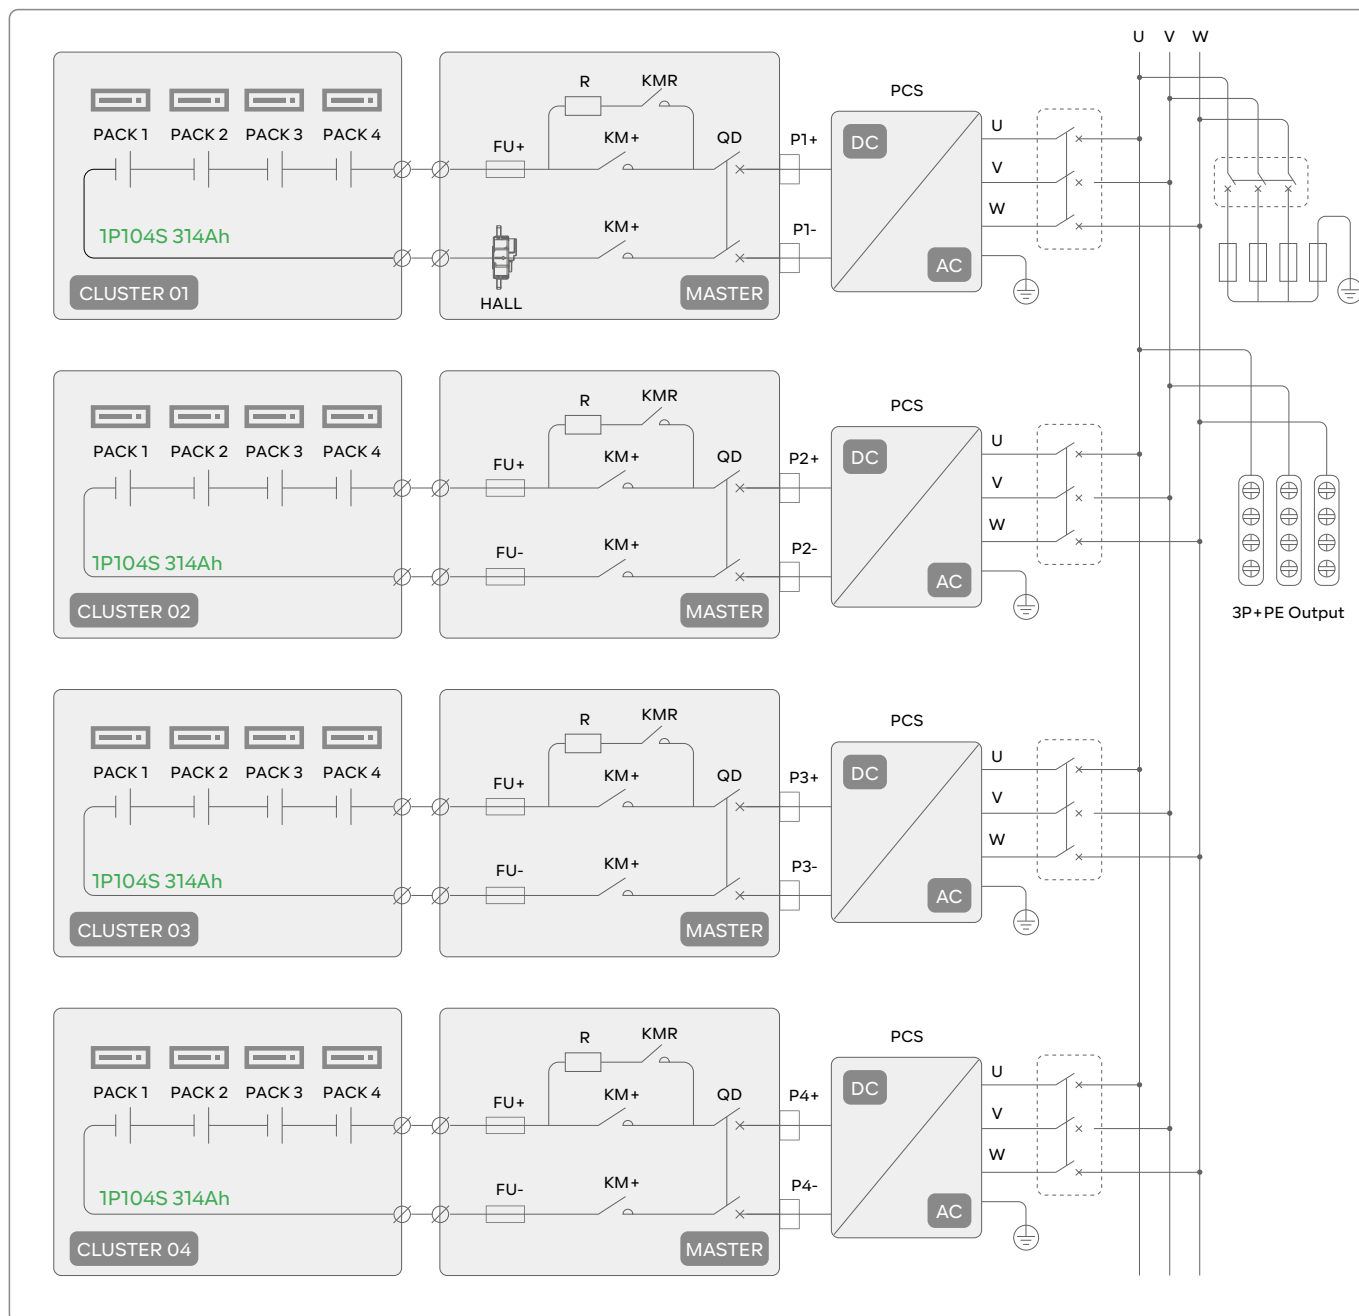 U V W
R KMR
PACK 1 PACK 2 PACK 3 PACK 4
FU+ KM+ QD P1+
PCS
DC
U
V
W
1P104S 314Ah
HALL
KM+ P1-
CLUSTER 01
MASTER
AC
R KMR
PACK 1 PACK 2 PACK 3 PACK 4
FU+ KM+ QD P2+
PCS
DC
U
V
W
1P104S 314Ah
FU- KM+ P2-
CLUSTER 02
MASTER
AC
3P+PE Output
R KMR
PACK 1 PACK 2 PACK 3 PACK 4
FU+ KM+ QD P3+
PCS
DC
U
V
W
1P104S 314Ah
FU- KM+ P3-
CLUSTER 03
MASTER
AC
R KMR
PACK 1 PACK 2 PACK 3 PACK 4
FU+ KM+ QD P4+
PCS
DC
U
V
W
1P104S 314Ah
FU- KM+ P4-
CLUSTER 04
MASTER
AC